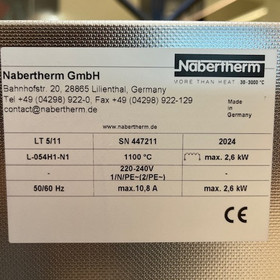 Nabertherm GmbH
Bahnhofstr. 20, 28865 Lilienthal, Germany
Tel +49 (04298) 922-0, Fax +49 (04298) 922-129
contact@nabertherm.de
Nabertherm
MORE THAN HEAT 30-3000 °C
Made
in
Germany
www.nabertherm.de
LT 5/11 SN 447211 2024
L-054H1-N1 1100 °C max. 2,6 kW
220-240V
1/N/PE~(2/PE~)
max. 2,6 kW
50/60 Hz max.10,8 A CE